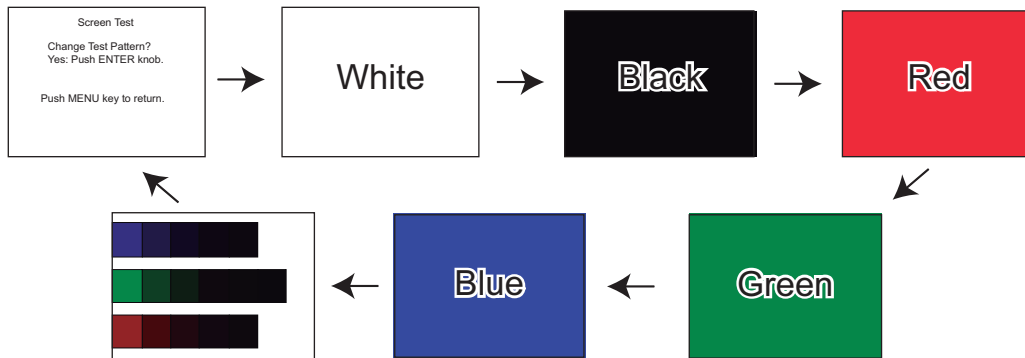 Screen Test
Change Test Pattern?
Yes: Push ENTER knob.
Push MENU key to return.
White
Black
Red
Green
Blue